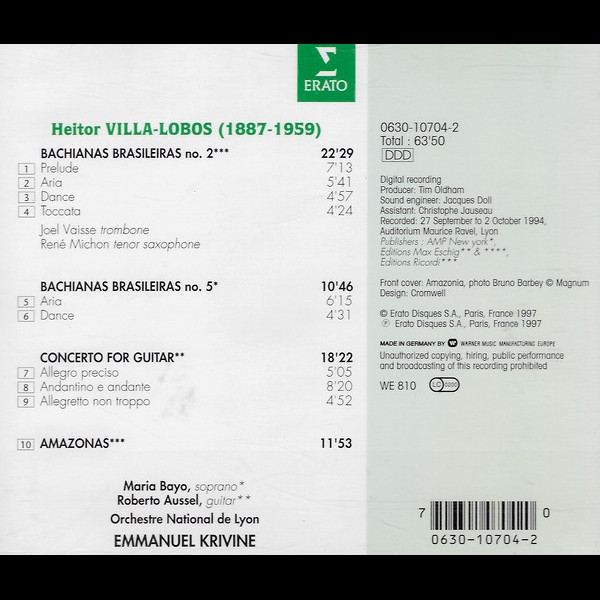 ERATO
Heitor VILLA-LOBOS (1887-1959)
BACHIANAS BRASILEIRAS no. 2*** 22'29
1 Prelude 7'13
2 Aria 5'41
3 Dance 4'57
4 Toccata 4'24
Joel Vaisse trombone
René Michon tenor saxophone
BACHIANAS BRASILEIRAS no. 5* 10'46
5 Aria 6'15
6 Dance 4'31
CONCERTO FOR GUITAR** 18'22
7 Allegro preciso 5'05
8 Andantino e andante 8'20
9 Allegretto non troppo 4'52
10 AMAZONAS*** 11'53
Maria Bayo, soprano*
Roberto Aussel, guitar**
Orchestre National de Lyon
EMMANUEL KRIVINE
0630-10704-2
Total : 63'50
DDD
Digital recording
Producer: Tim Oldham
Sound engineer: Jacques Doll
Assistant: Christophe Jauseau
Recorded: 27 September to 2 October 1994,
Auditorium Maurice Ravel, Lyon
Publishers : AMP New york*,
Editions Max Eschig** & ****,
Editions Ricordi***
Front cover: Amazonia, photo Bruno Barbey © Magnum
Design: Cromwell
© Erato Disques S.A., Paris, France 1997
℗ Erato Disques S.A., Paris, France 1997
MADE IN GERMANY BY WARNER MUSIC MANUFACTURING EUROPE
Unauthorized copying, hiring, public performance
and broadcasting of this recording prohibited
WE 810 LC 0200
7 0
0630-10704-2